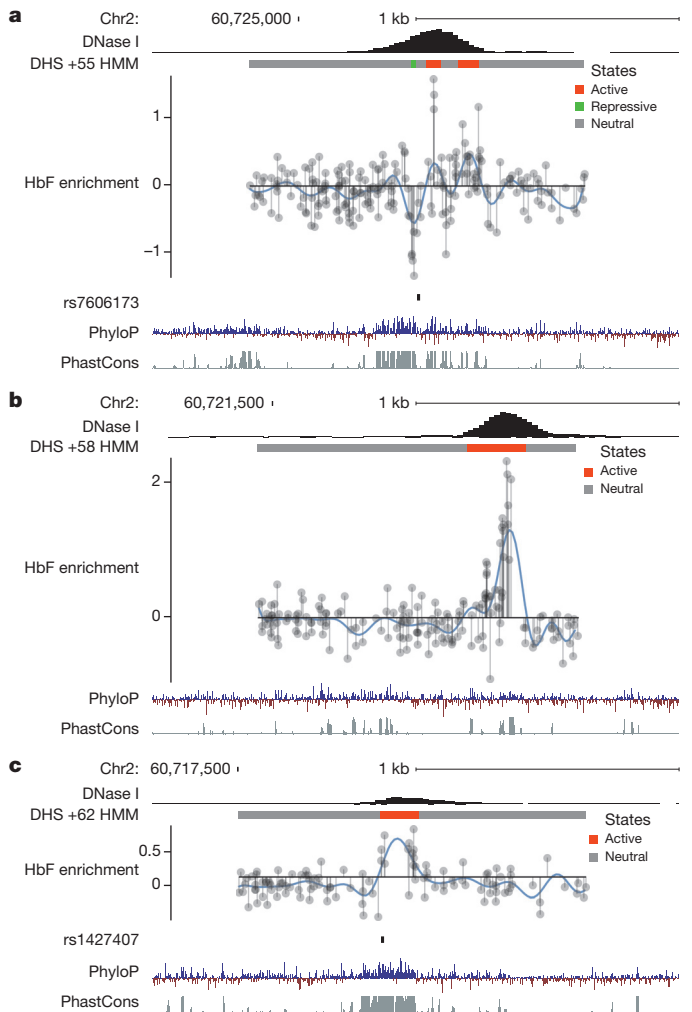 a
Chr2: 60,725,000 1 kb
DNase I
DHS +55 HMM
States
Active
Repressive
Neutral
1
HbF enrichment
0
−1
rs7606173
PhyloP
PhastCons
b
Chr2: 60,721,500 1 kb
DNase I
DHS +58 HMM
States
Active
Neutral
2
HbF enrichment
0
PhyloP
PhastCons
c
Chr2: 60,717,500 1 kb
DNase I
DHS +62 HMM
States
Active
Neutral
0.5
HbF enrichment
0
rs1427407
PhyloP
PhastCons